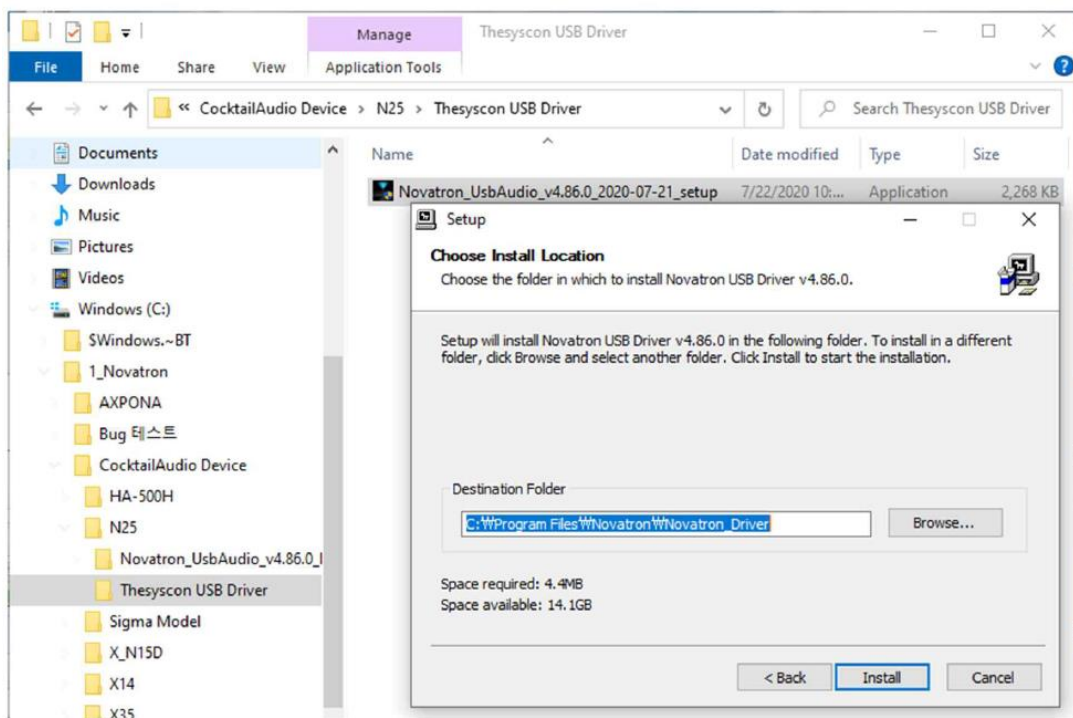 Manage
Thesyscon USB Driver
File
Home
Share
View
Application Tools
« CocktailAudio Device > N25 > Thesyscon USB Driver
Search Thesyscon USB Driver
Documents
Downloads
Music
Pictures
Videos
Windows (C:)
$Windows.~BT
1_Novatron
AXPONA
Bug 테스트
CocktailAudio Device
HA-500H
N25
Novatron_UsbAudio_v4.86.0_l
Thesyscon USB Driver
Sigma Model
X_N15D
X14
X35
Name
Date modified
Type
Size
Novatron_UsbAudio_v4.86.0_2020-07-21_setup
7/22/2020 10:...
Application
2,268 KB
Setup
Choose Install Location
Choose the folder in which to install Novatron USB Driver v4.86.0.
Setup will install Novatron USB Driver v4.86.0 in the following folder. To install in a different
folder, click Browse and select another folder. Click Install to start the installation.
Destination Folder
C:₩Program Files₩Novatron₩Novatron_Driver
Browse...
Space required: 4.4MB
Space available: 14.1GB
< Back
Install
Cancel